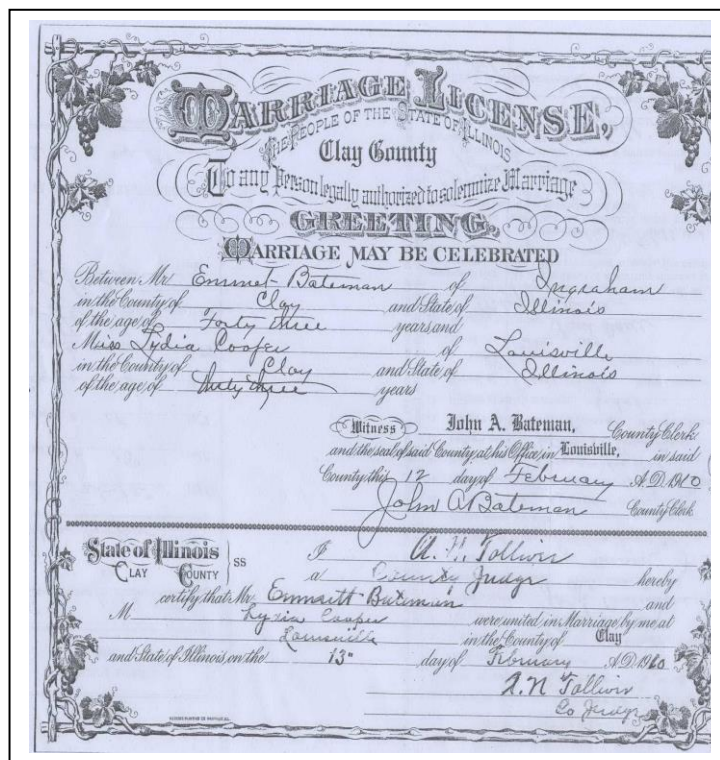 MARRIAGE LICENSE,
THE PEOPLE OF THE STATE OF ILLINOIS
Clay County
To any Person legally authorized to solemnize Marriage
GREETING,
MARRIAGE MAY BE CELEBRATED
Between Mr Emmet Bateman of Ingraham
in the County of Clay and State of Illinois
of the age of Forty three years and
Miss Lydia Cooper of Louisville
in the County of Clay and State of Illinois
of the age of thirty three years
Witness John A. Bateman, County Clerk
and the seal of said County, at his Office in Louisville, in said
County this 12 day of February A.D. 1910
John A Bateman County Clerk
State of Illinois
CLAY COUNTY SS
I A. N. Tolliver
a County Judge hereby
certify that Mr. Emmitt Bateman and
M Lyzia Cooper were united in Marriage by me at
Louisville in the County of Clay
and State of Illinois, on the 13" day of February A.D. 1910
A. N Tolliver
Co Judge